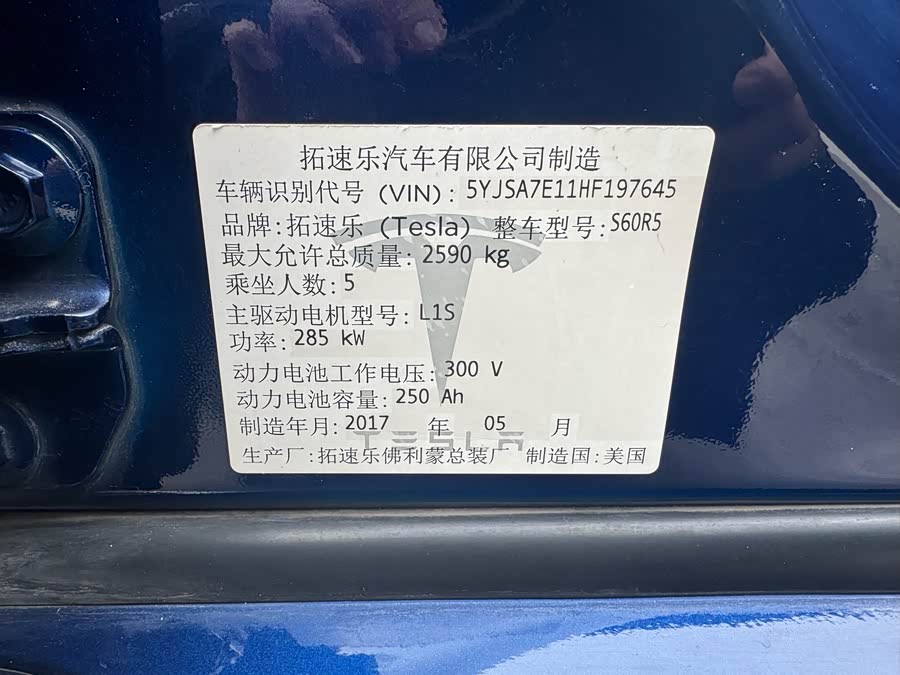 拓速乐汽车有限公司制造
车辆识别代号 (VIN): 5YJSA7E11HF197645
品牌:拓速乐 (Tesla) 整车型号:S60R5
最大允许总质量: 2590 kg
乘坐人数: 5
主驱动电机型号: L1S
功率: 285 kW
动力电池工作电压: 300 V
动力电池容量: 250 Ah
制造年月: 2017 年 05 月
TESLA
生产厂:拓速乐佛利蒙总装厂 制造国:美国